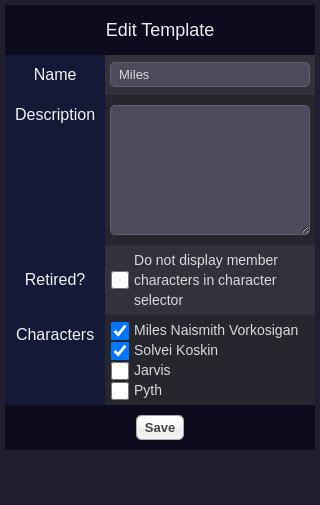 Edit Template
Name
Miles
Description
Retired?
Do not display member
characters in character
selector
Characters
Miles Naismith Vorkosigan
Solvei Koskin
Jarvis
Pyth
Save